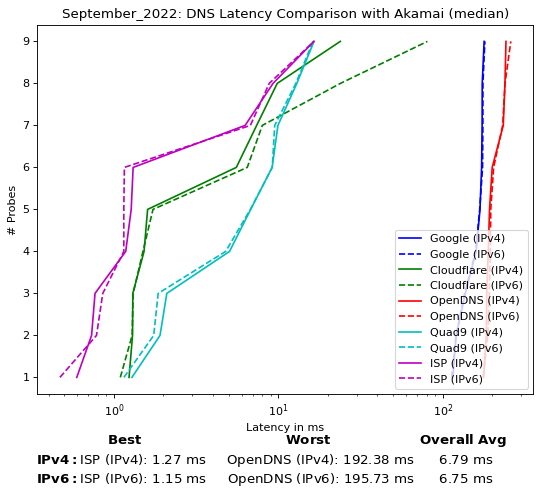 September_2022: DNS Latency Comparison with Akamai (median)
9
8
7
6
5
4
3
2
1
# Probes
Google (IPv4)
Google (IPv6)
Cloudflare (IPv4)
Cloudflare (IPv6)
OpenDNS (IPv4)
OpenDNS (IPv6)
Quad9 (IPv4)
Quad9 (IPv6)
ISP (IPv4)
ISP (IPv6)
10⁰ 10¹ 10²
Latency in ms
Best Worst Overall Avg
IPv4: ISP (IPv4): 1.27 ms OpenDNS (IPv4): 192.38 ms 6.79 ms
IPv6: ISP (IPv6): 1.15 ms OpenDNS (IPv6): 195.73 ms 6.75 ms